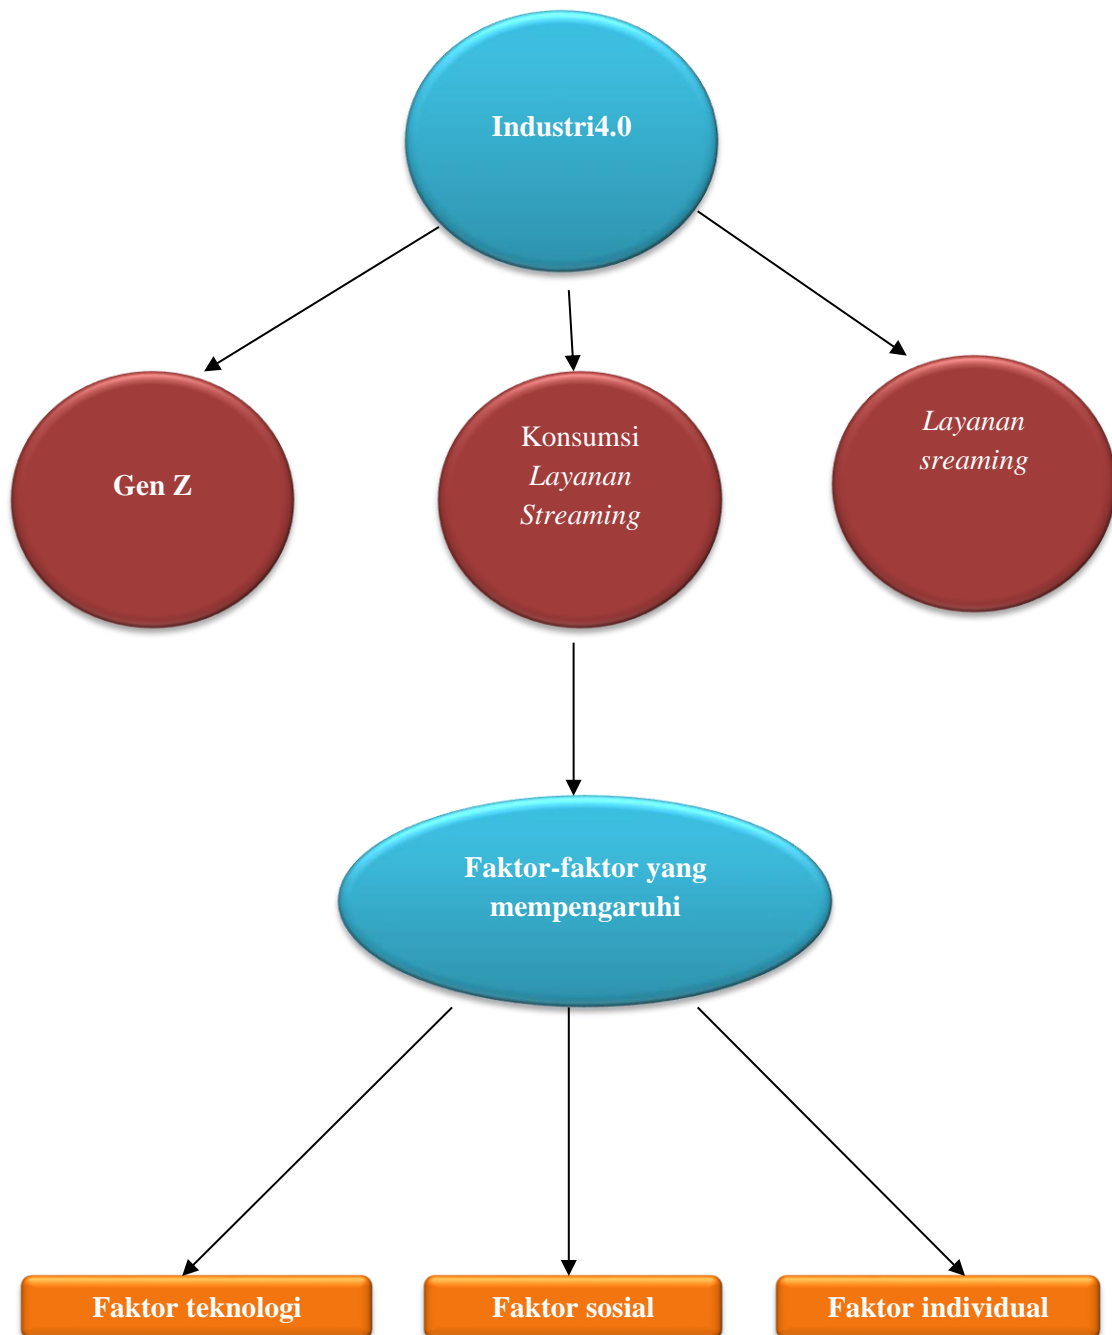 Industri4.0
Gen Z
Konsumsi
Layanan
Streaming
Layanan
sreaming
Faktor-faktor yang
mempengaruhi
Faktor teknologi
Faktor sosial
Faktor individual